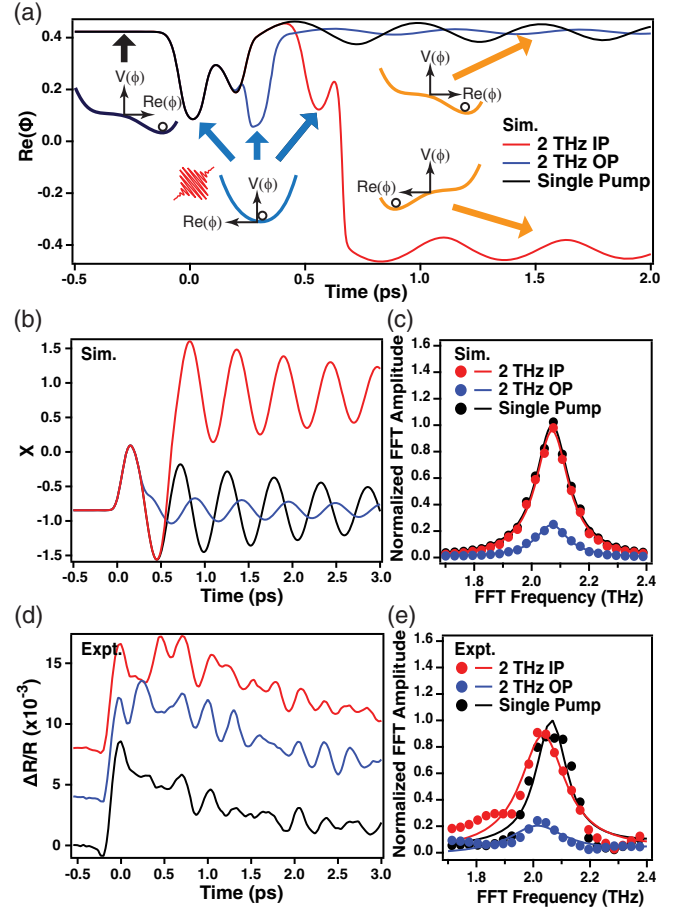 (a)
0.4
0.0
-0.4
Re(Φ)
V(ϕ)
Re(ϕ)
V(ϕ)
Re(ϕ)
V(ϕ)
Re(ϕ)
V(ϕ)
Re(ϕ)
Sim.
2 THz IP
2 THz OP
Single Pump
-0.5 0.0 0.5 1.0 1.5 2.0
Time (ps)
(b)
Sim.
1.5
1.0
0.5
0.0
-0.5
-1.0
-1.5
X
-0.5 0.0 0.5 1.0 1.5 2.0 2.5 3.0
Time (ps)
(c)
Sim.
2 THz IP
2 THz OP
Single Pump
1.6
1.4
1.2
1.0
0.8
0.6
0.4
0.2
0.0
Normalized FFT Amplitude
1.8 2.0 2.2 2.4
FFT Frequency (THz)
(d)
Expt.
15
10
5
0
ΔR/R (x10⁻³)
-0.5 0.0 0.5 1.0 1.5 2.0 2.5 3.0
Time (ps)
(e)
Expt.
2 THz IP
2 THz OP
Single Pump
1.6
1.4
1.2
1.0
0.8
0.6
0.4
0.2
0.0
Normalized FFT Amplitude
1.8 2.0 2.2 2.4
FFT Frequency (THz)